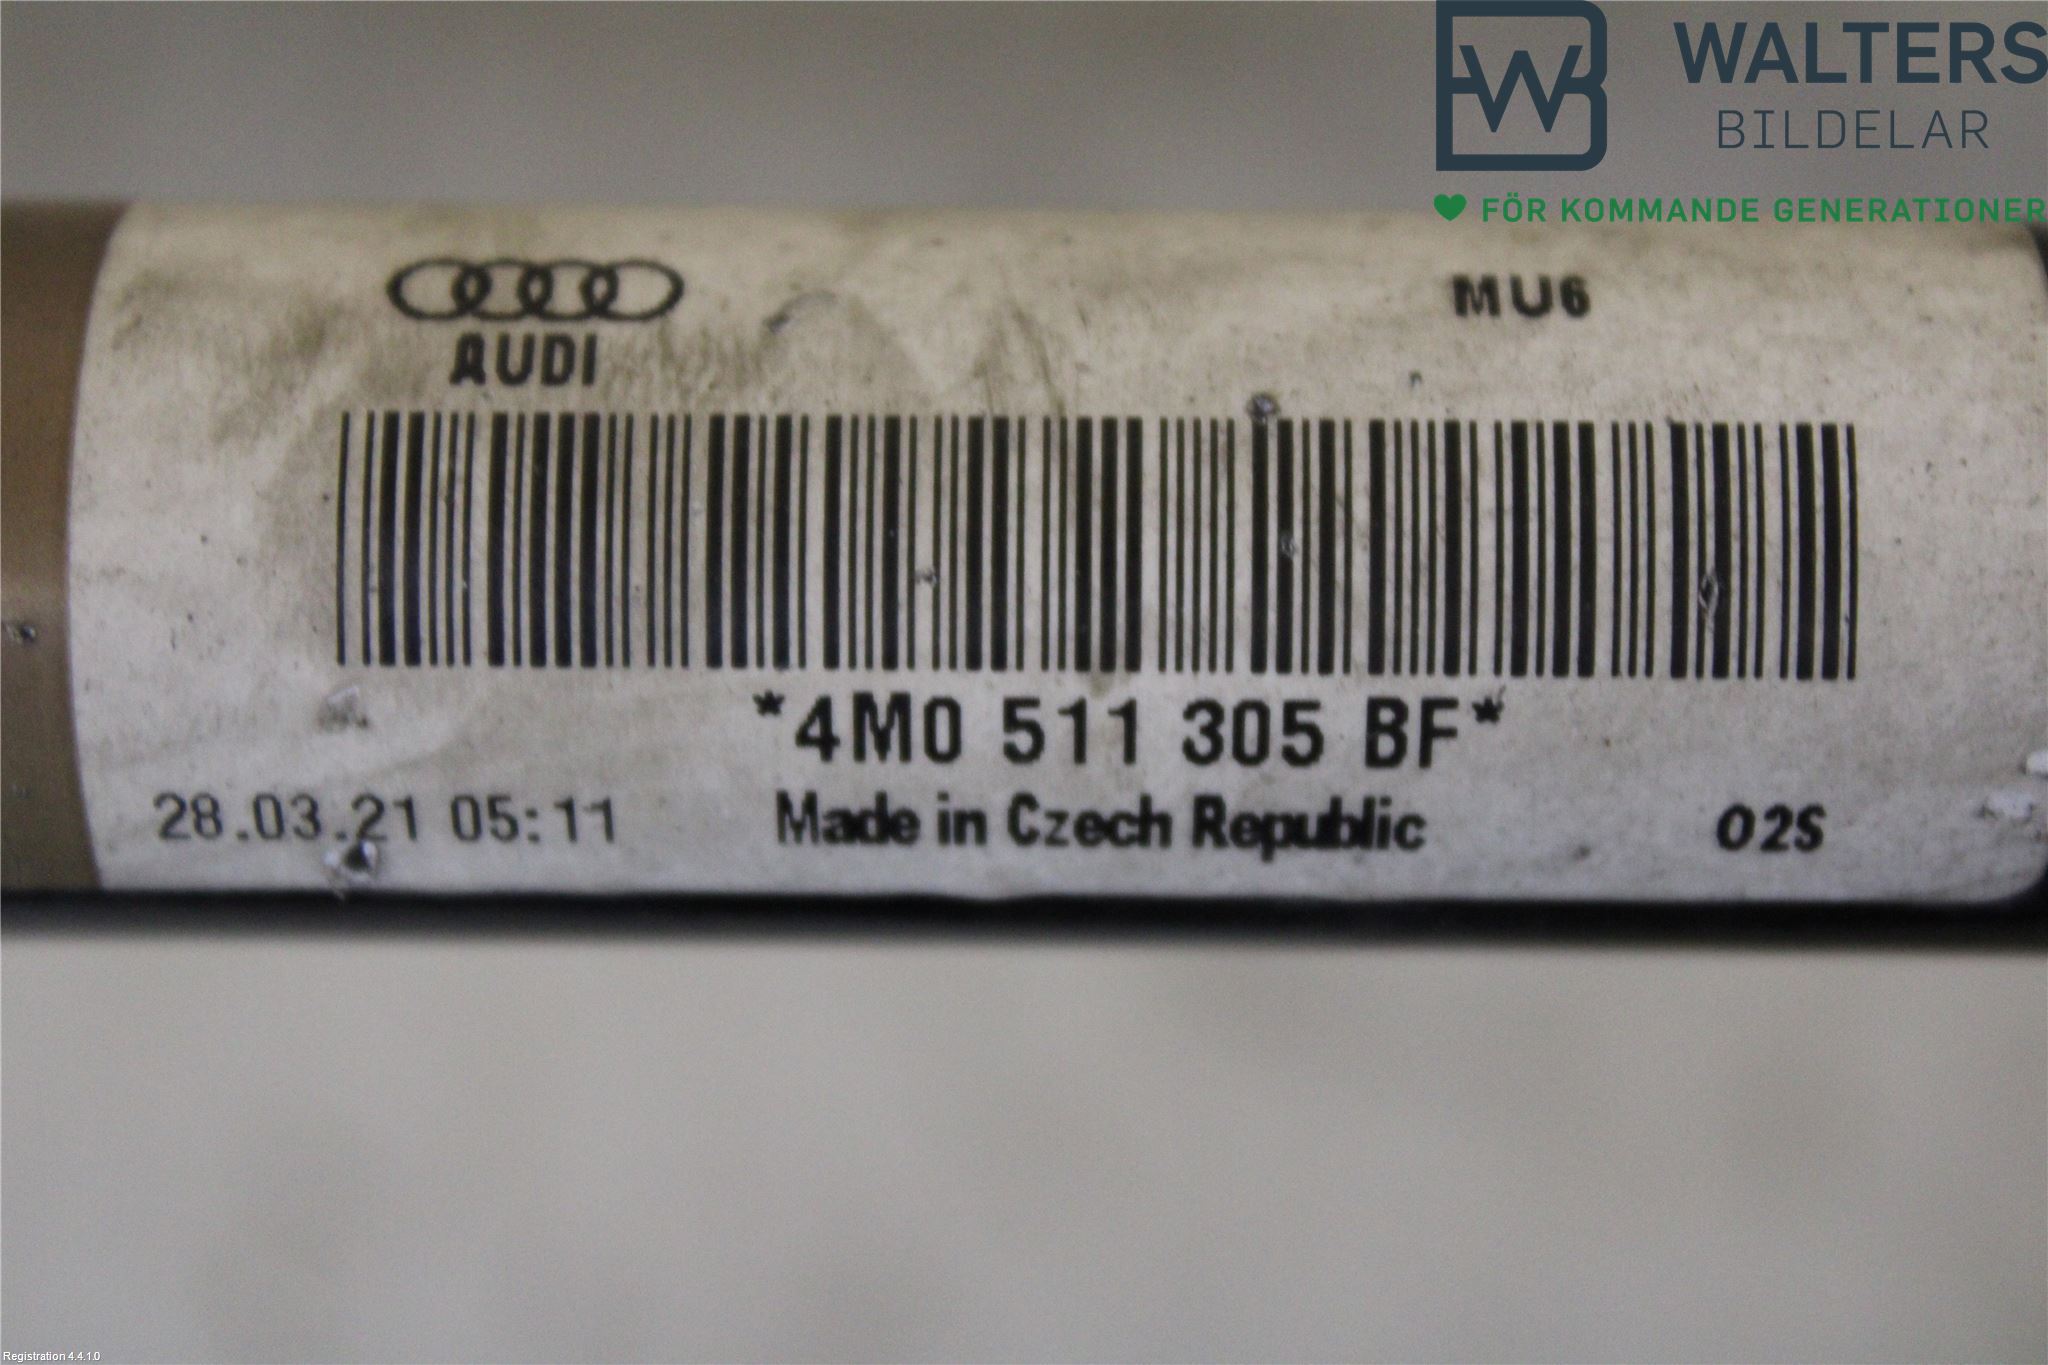 WALTERS
BILDELAR
FÖR KOMMANDE GENERATIONER
AUDI
MU6
*4M0 511 305 BF*
28.03.21 05:11
Made in Czech Republic
02S
Registration 4.4.1.0